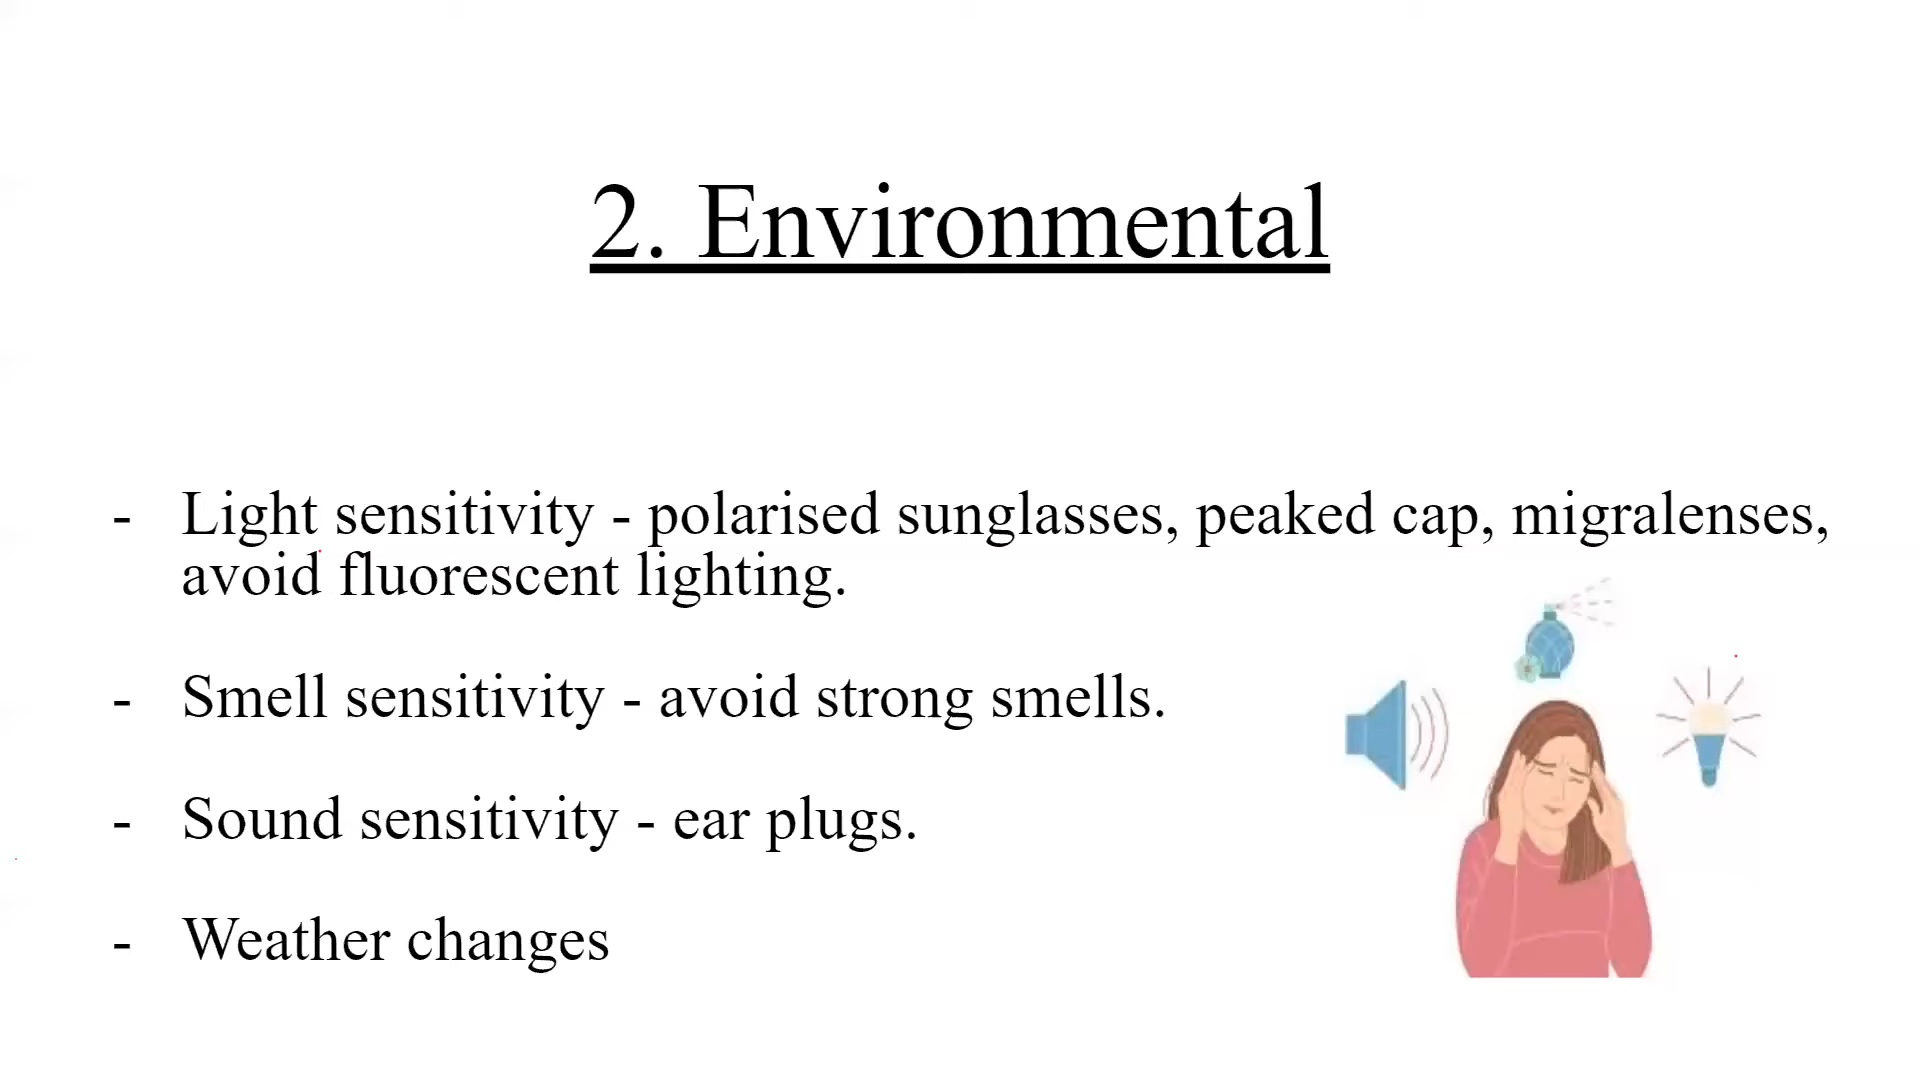 2. Environmental
- Light sensitivity - polarised sunglasses, peaked cap, migralenses,
avoid fluorescent lighting.
- Smell sensitivity - avoid strong smells.
- Sound sensitivity - ear plugs.
- Weather changes